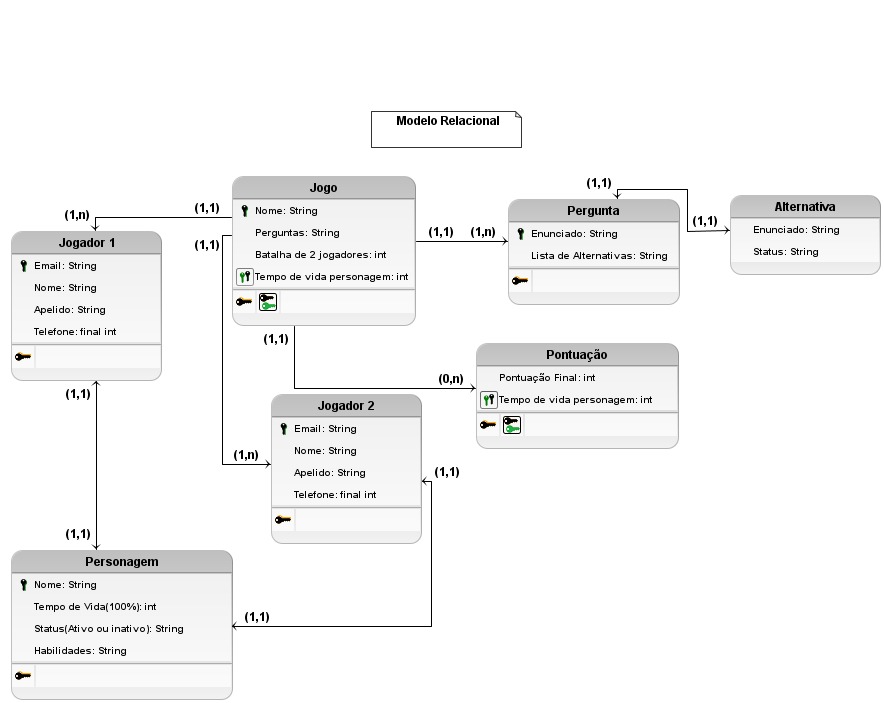 Modelo Relacional
Jogo
Nome: String
Perguntas: String
Batalha de 2 jogadores: int
Tempo de vida personagem: int
(1,1)
(1,n)
(1,1)
(1,1)
(1,n)
(1,1)
Jogador 1
Email: String
Nome: String
Apelido: String
Telefone: final int
Pergunta
Enunciado: String
Lista de Alternativas: String
(1,1)
(1,1)
Alternativa
Enunciado: String
Status: String
Pontuação
Pontuação Final: int
Tempo de vida personagem: int
(0,n)
Jogador 2
Email: String
Nome: String
Apelido: String
Telefone: final int
(1,n)
(1,1)
(1,1)
(1,1)
(1,1)
Personagem
Nome: String
Tempo de Vida(100%): int
Status(Ativo ou inativo): String
Habilidades: String